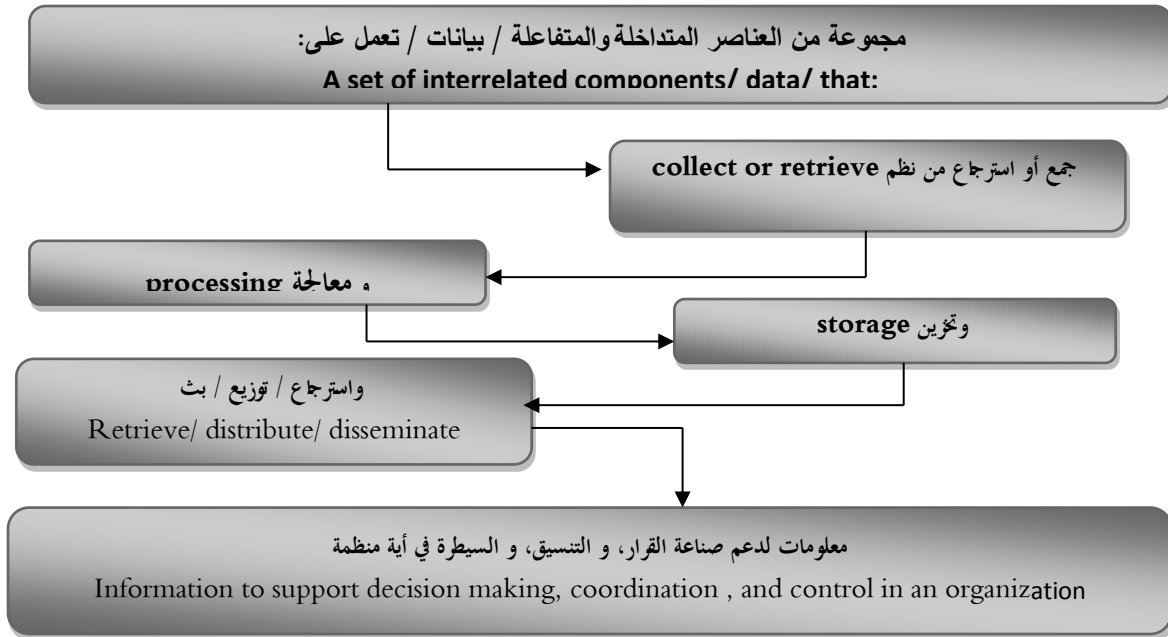 مجموعة من العناصر المتداخلة والمتفاعلة / بيانات / تعمل على:
A set of interrelated components/ data/ that:
جمع أو استرجاع من نظم collect or retrieve
و معالجة processing
وتخزين storage
واسترجاع / توزيع / بث
Retrieve/ distribute/ disseminate
معلومات لدعم صناعة القرار، و التنسيق، و السيطرة في أية منظمة
Information to support decision making, coordination , and control in an organization